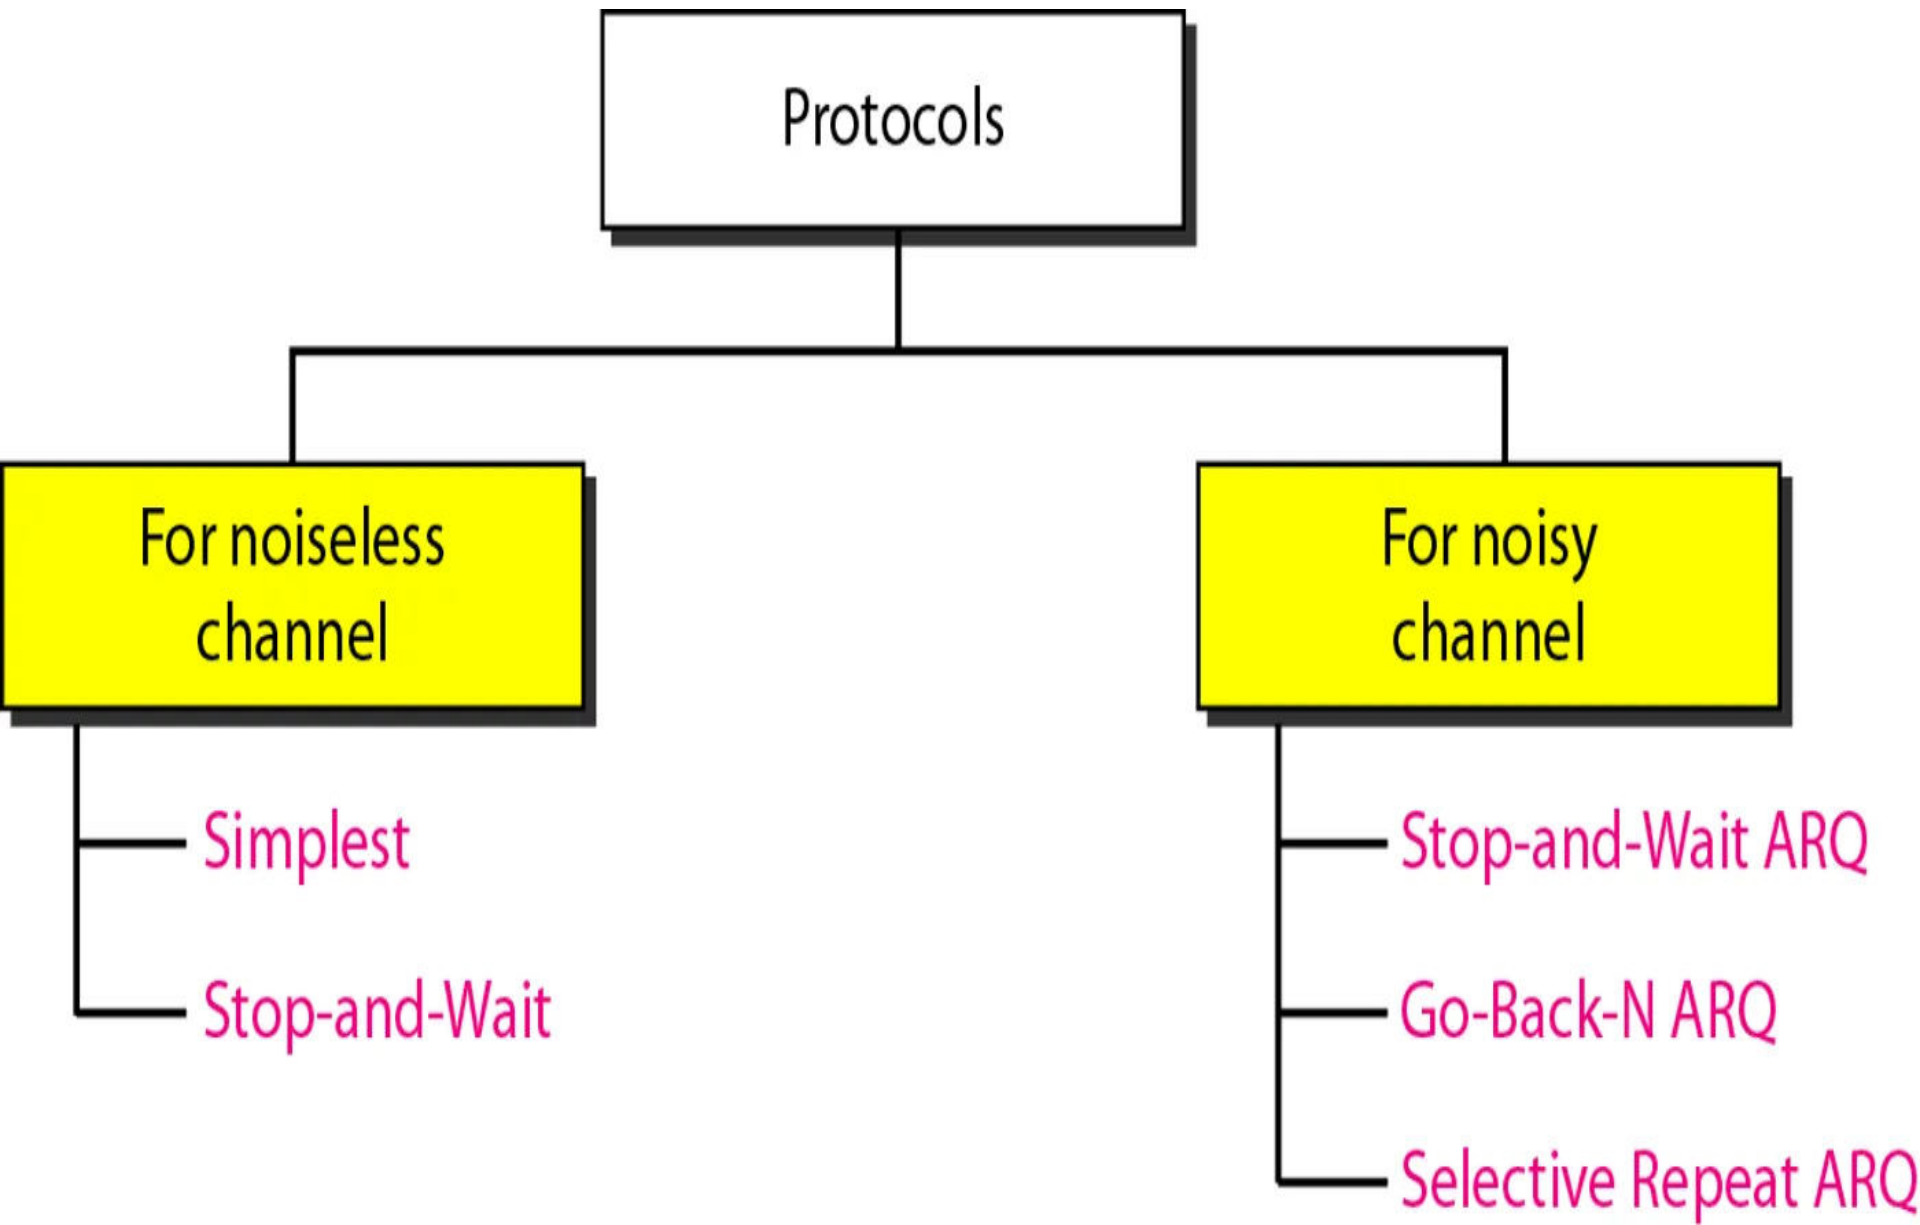 Protocols
For noiseless
channel
Simplest
Stop-and-Wait
For noisy
channel
Stop-and-Wait ARQ
Go-Back-N ARQ
Selective Repeat ARQ